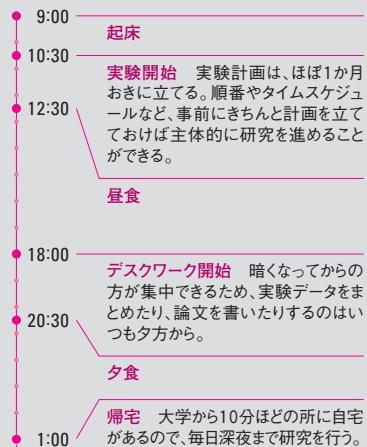 9:00
起床
10:30
実験開始 実験計画は、ほぼ1か月
おきに立てる。順番やタイムスケジュ
ールなど、事前にきちんと計画を立て
ておけば主体的に研究を進めること
ができる。
12:30
昼食
18:00
デスクワーク開始 暗くなってからの
方が集中できるため、実験データをま
とめたり、論文を書いたりするのはい
つも夕方から。
20:30
夕食
1:00
帰宅 大学から10分ほどの所に自宅
があるので、毎日深夜まで研究を行う。